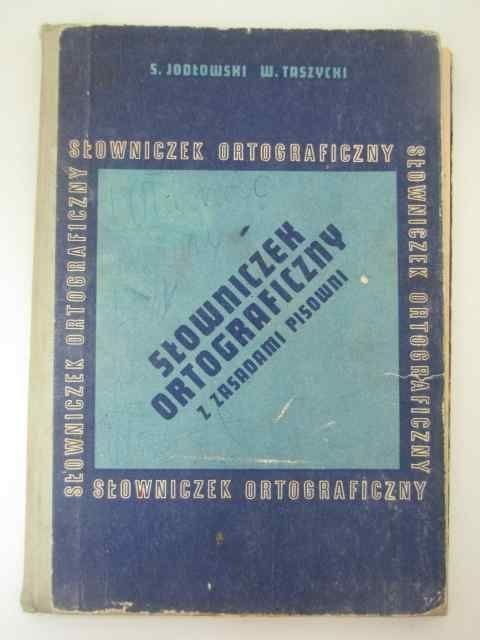 S. JODŁOWSKI W. TASZYCKI
SŁOWNICZEK ORTOGRAFICZNY
SŁOWNICZEK ORTOGRAFICZNY
SŁOWNICZEK ORTOGRAFICZNY
SŁOWNICZEK
ORTOGRAFICZNY
Z ZASADAMI PISOWNI
SŁOWNICZEK ORTOGRAFICZNY